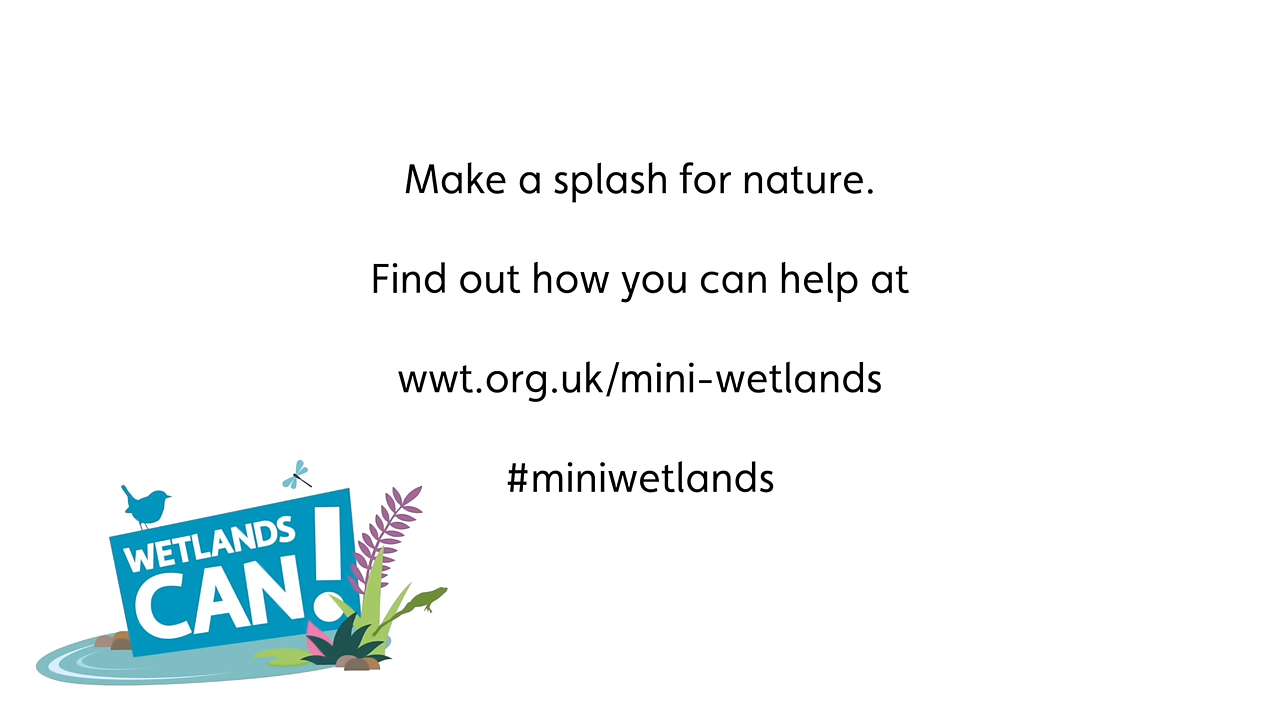 Make a splash for nature.
Find out how you can help at
wwt.org.uk/mini-wetlands
#miniwetlands
WETLANDS
CAN!